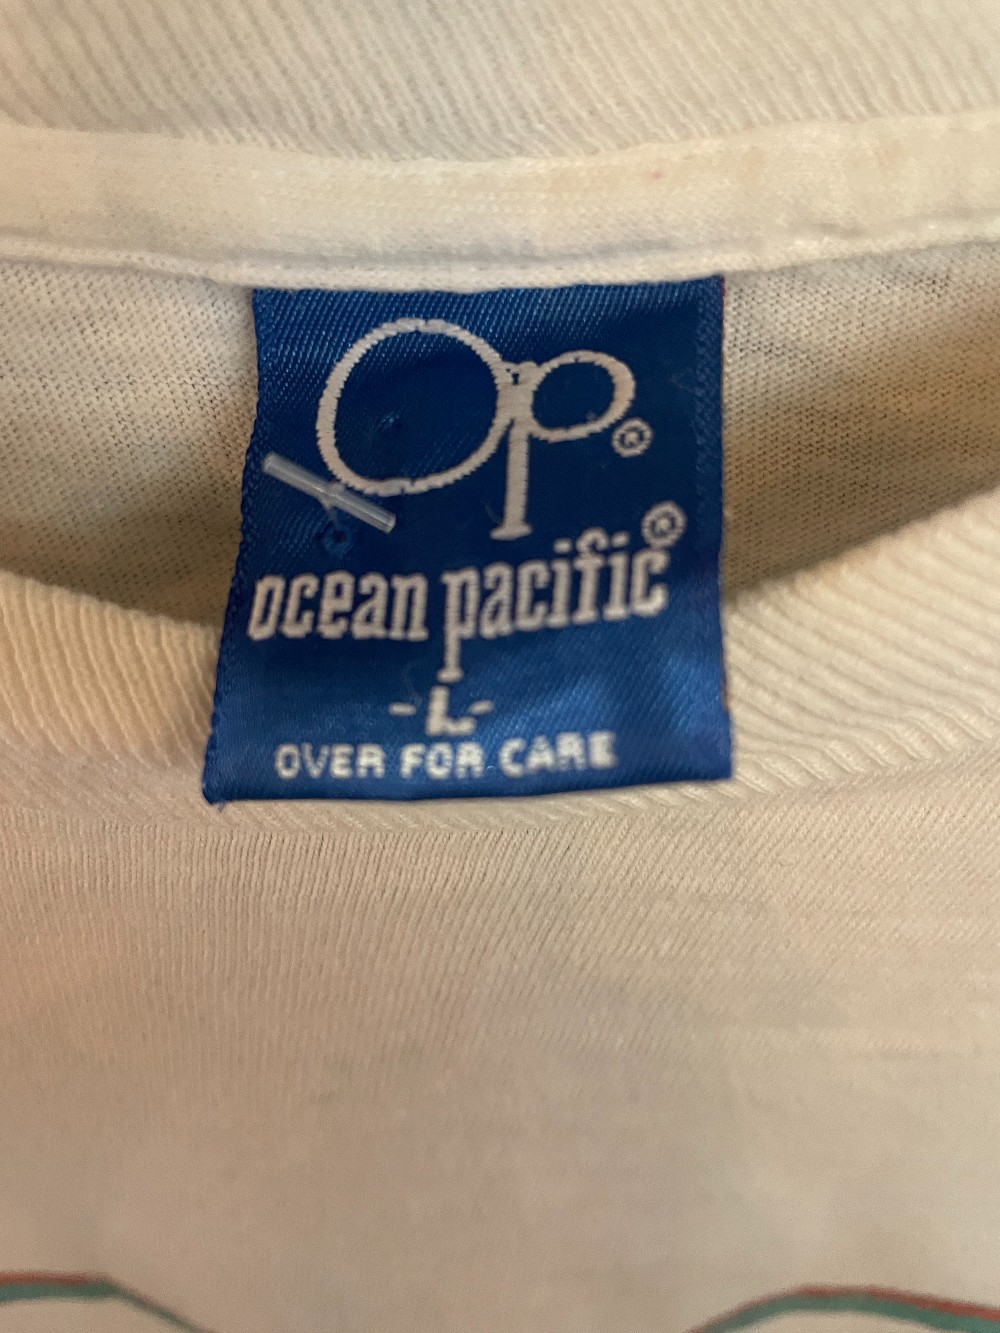 Op®
ocean pacific®
-L-
OVER FOR CARE